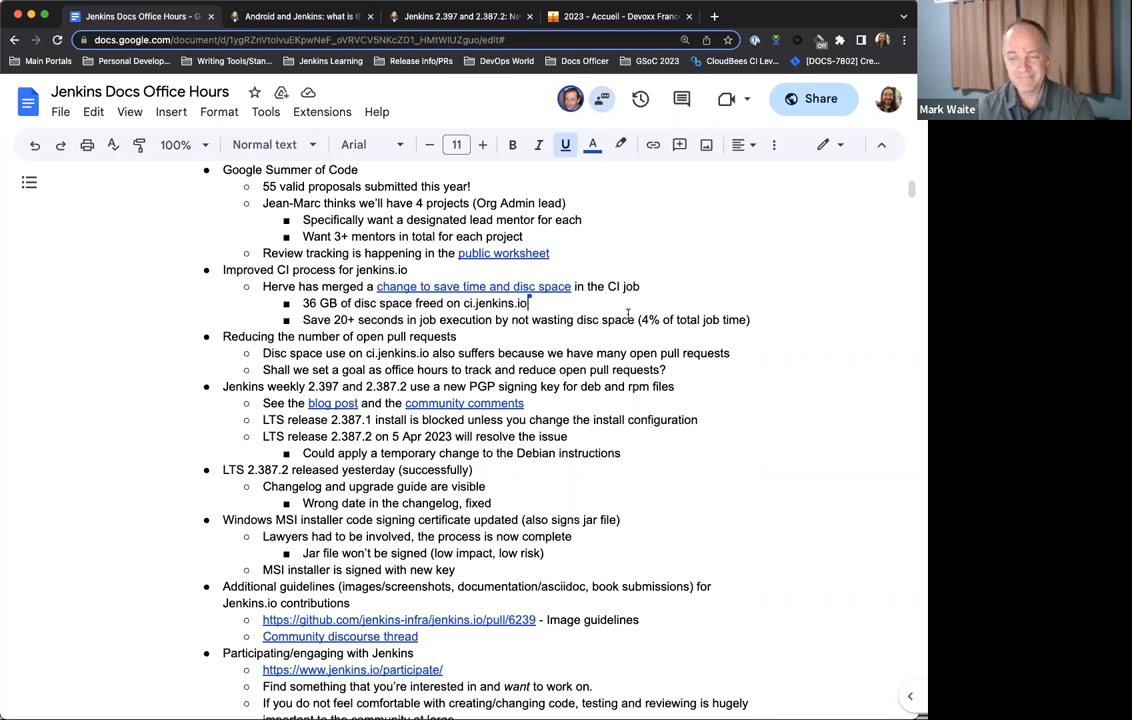 Jenkins Docs Office Hours - G
Android and Jenkins: what is t
Jenkins 2.397 and 2.387.2: Ne
2023 - Accueil - Devoxx Franc
docs.google.com/document/d/1ygRZnVtoIvuEKpwNeF_oVRVCV5NKcZD1_HMtWlUZguo/edit#
Off
Main Portals
Personal Develop...
Writing Tools/Stan...
Jenkins Learning
Release Info/PRs
DevOps World
Docs Officer
GSoC 2023
CloudBees CI Lev...
[DOCS-7802] Cre...
Jenkins Docs Office Hours
File Edit View Insert Format Tools Extensions Help
Share
Mark Waite
100% Normal text Arial 11 B I U A
Google Summer of Code
55 valid proposals submitted this year!
Jean-Marc thinks we'll have 4 projects (Org Admin lead)
Specifically want a designated lead mentor for each
Want 3+ mentors in total for each project
Review tracking is happening in the public worksheet
Improved CI process for jenkins.io
Herve has merged a change to save time and disc space in the CI job
36 GB of disc space freed on ci.jenkins.io
Save 20+ seconds in job execution by not wasting disc space (4% of total job time)
Reducing the number of open pull requests
Disc space use on ci.jenkins.io also suffers because we have many open pull requests
Shall we set a goal as office hours to track and reduce open pull requests?
Jenkins weekly 2.397 and 2.387.2 use a new PGP signing key for deb and rpm files
See the blog post and the community comments
LTS release 2.387.1 install is blocked unless you change the install configuration
LTS release 2.387.2 on 5 Apr 2023 will resolve the issue
Could apply a temporary change to the Debian instructions
LTS 2.387.2 released yesterday (successfully)
Changelog and upgrade guide are visible
Wrong date in the changelog, fixed
Windows MSI installer code signing certificate updated (also signs jar file)
Lawyers had to be involved, the process is now complete
Jar file won't be signed (low impact, low risk)
MSI installer is signed with new key
Additional guidelines (images/screenshots, documentation/asciidoc, book submissions) for
Jenkins.io contributions
https://github.com/jenkins-infra/jenkins.io/pull/6239 - Image guidelines
Community discourse thread
Participating/engaging with Jenkins
https://www.jenkins.io/participate/
Find something that you're interested in and want to work on.
If you do not feel comfortable with creating/changing code, testing and reviewing is hugely
important to the community at large